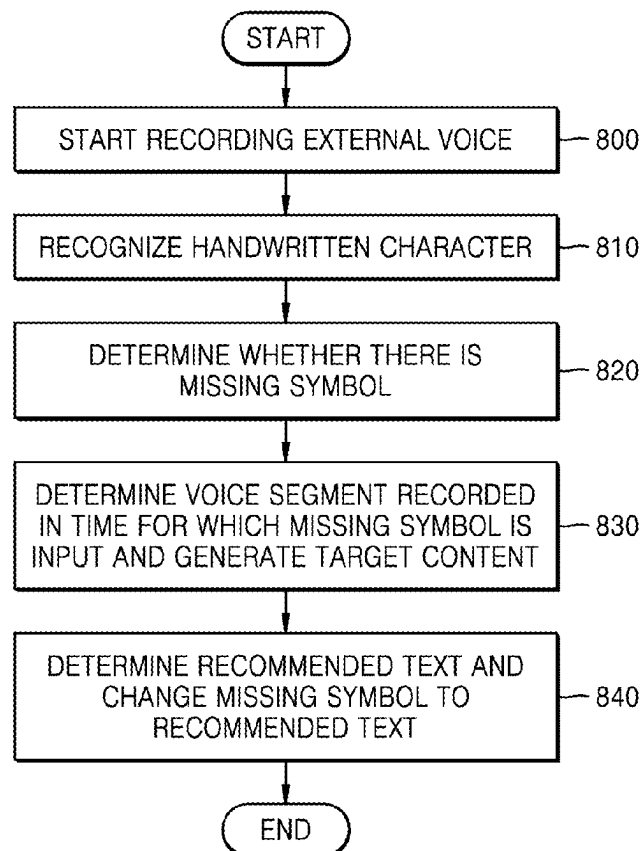 START
START RECORDING EXTERNAL VOICE 800
RECOGNIZE HANDWRITTEN CHARACTER 810
DETERMINE WHETHER THERE IS
MISSING SYMBOL 820
DETERMINE VOICE SEGMENT RECORDED
IN TIME FOR WHICH MISSING SYMBOL IS 830
INPUT AND GENERATE TARGET CONTENT
DETERMINE RECOMMENDED TEXT AND
CHANGE MISSING SYMBOL TO 840
RECOMMENDED TEXT
END